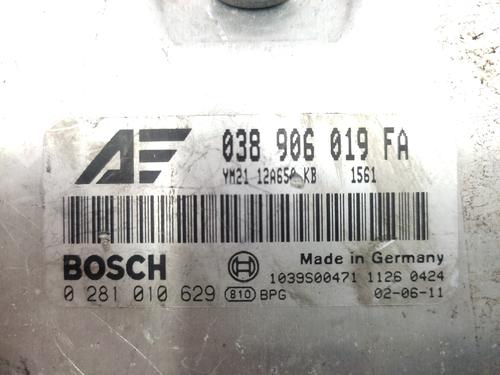 AE 038 906 019 FA
YM21 12A650 KB 1561
BOSCH Made in Germany
1039S00471 1126 0424
0 281 010 629 810 BPG 02-06-11